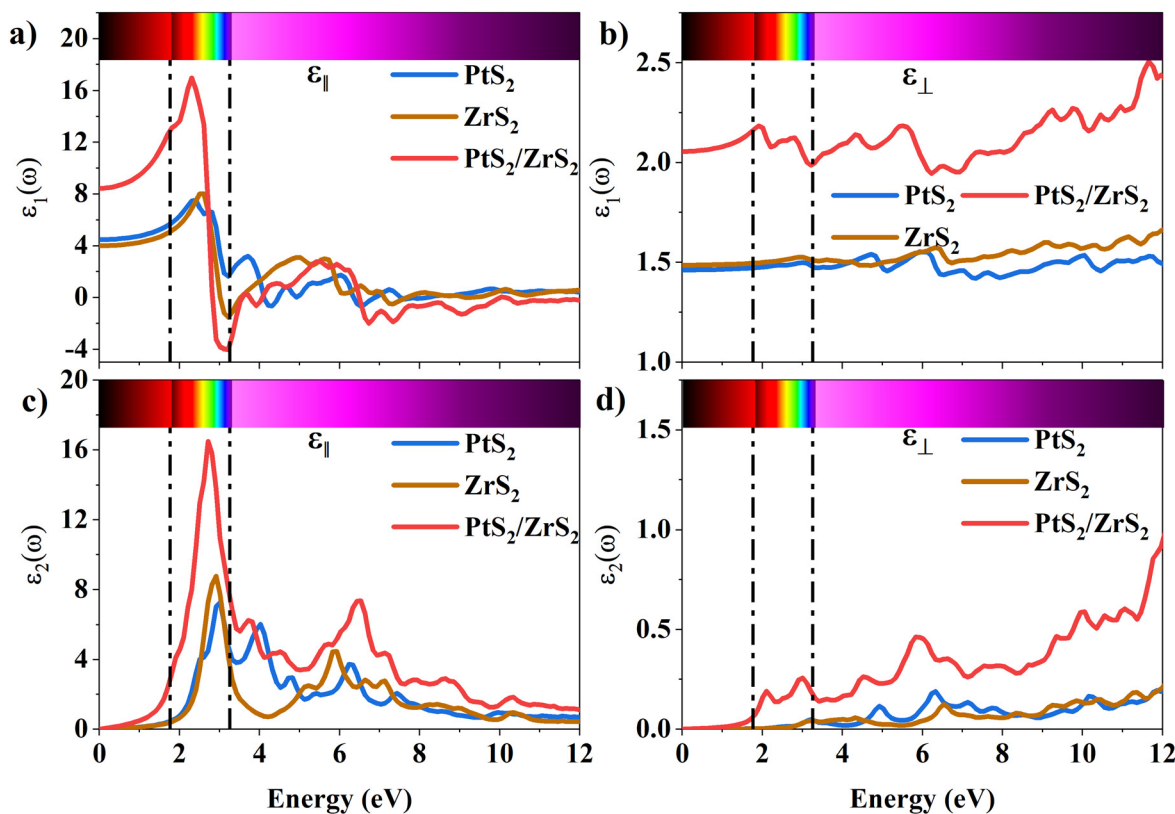 a)
20
16
12
8
4
0
-4
ε₁(ω)
ε∥
PtS₂
ZrS₂
PtS₂/ZrS₂
b)
2.5
2.0
1.5
1.0
ε₁(ω)
ε⊥
PtS₂ PtS₂/ZrS₂
ZrS₂
c)
20
16
12
8
4
0
ε₂(ω)
ε∥
PtS₂
ZrS₂
PtS₂/ZrS₂
0 2 4 6 8 10 12
Energy (eV)
d)
1.5
1.0
0.5
0.0
ε₂(ω)
ε⊥
PtS₂
ZrS₂
PtS₂/ZrS₂
0 2 4 6 8 10 12
Energy (eV)